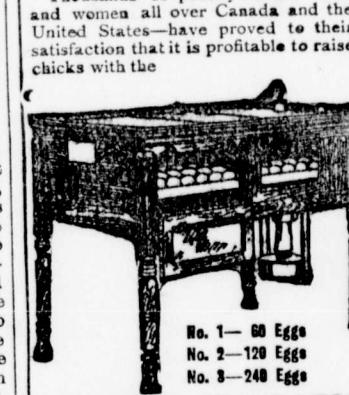 and women all over Canada and the
United States—have proved to their
satisfaction that it is profitable to raise
chicks with the
No. 1— 60 Eggs
No. 2—120 Eggs
No. 3—240 Eggs